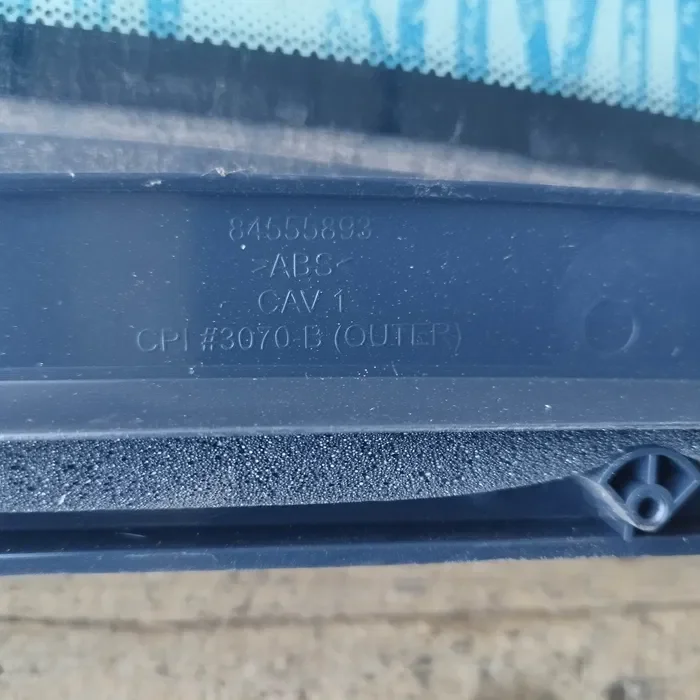 84555893
>ABS<
CAV 1
CPI #3070-B (OUTER)